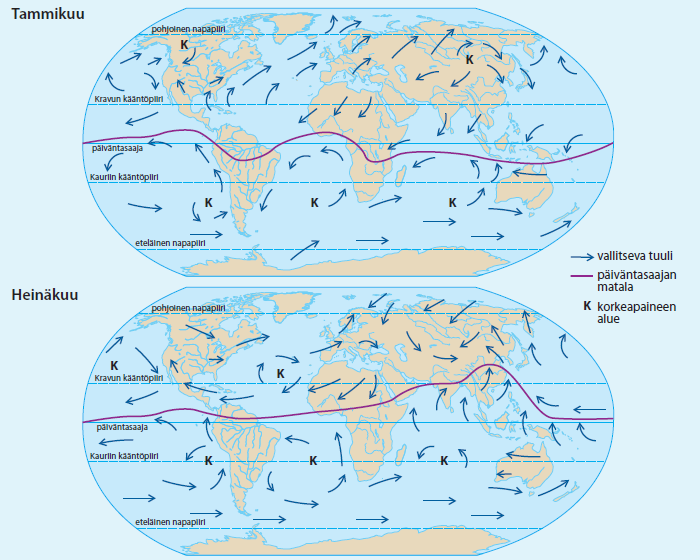 Tammikuu
pohjoinen napapiiri
K
K
Kravun kääntöpiiri
päiväntasaaja
Kauriin kääntöpiiri
K
K
K
eteläinen napapiiri
vallitseva tuuli
päiväntasaajan
matala
K korkeapaineen
alue
Heinäkuu
pohjoinen napapiiri
K
K
Kravun kääntöpiiri
päiväntasaaja
Kauriin kääntöpiiri
K
K
K
eteläinen napapiiri